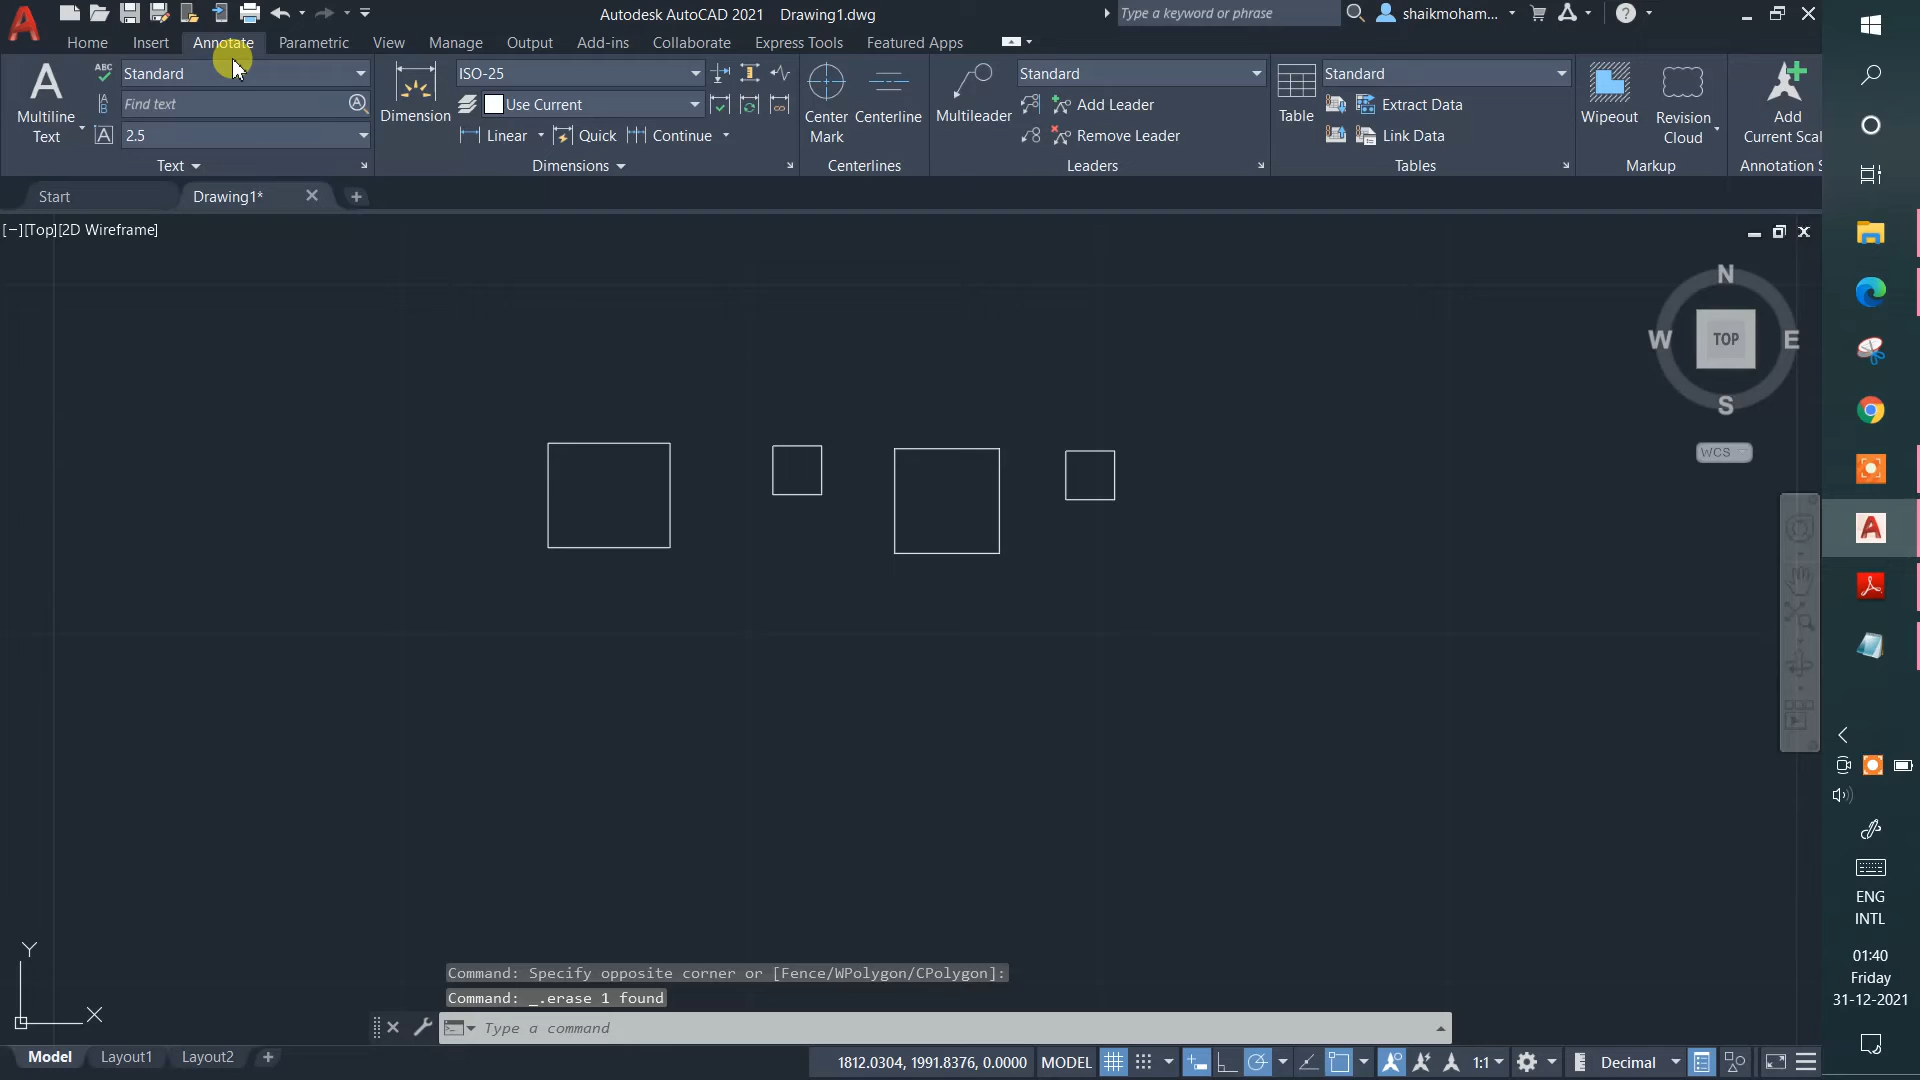 Autodesk AutoCAD 2021 Drawing1.dwg
Type a keyword or phrase
shaikmoham...
Home Insert Annotate Parametric View Manage Output Add-ins Collaborate Express Tools Featured Apps
Multiline
Text
ABC
Standard
Find text
2.5
Text
Dimension
ISO-25
Use Current
Linear
Quick
Continue
Dimensions
Center
Mark
Centerline
Centerlines
Multileader
Standard
Add Leader
Remove Leader
Leaders
Table
Standard
Extract Data
Link Data
Tables
Wipeout
Revision
Cloud
Markup
Add
Current Scal
Annotation S
Start
Drawing1*
[−][Top][2D Wireframe]
N
W TOP E
S
WCS
Y
X
Command: Specify opposite corner or [Fence/WPolygon/CPolygon]:
Command: _.erase 1 found
Type a command
Model Layout1 Layout2
1812.0304, 1991.8376, 0.0000 MODEL 1:1 Decimal
ENG
INTL
01:40
Friday
31-12-2021